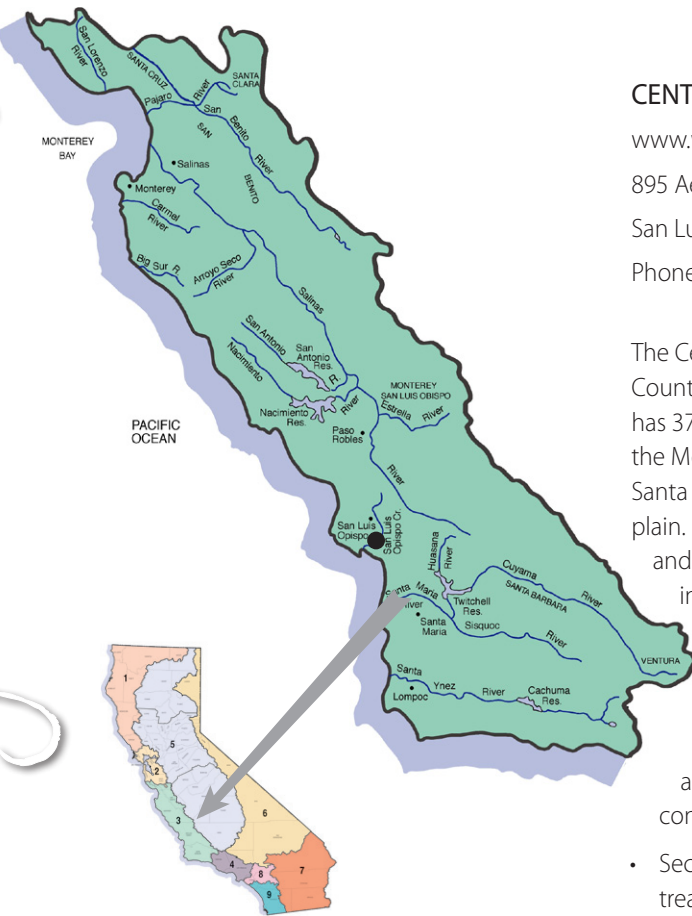 San Lorenzo
River
SANTA CRUZ
SANTA
CLARA
Pajaro River
San Benito River
SAN
BENITO
MONTEREY
BAY
Salinas
Monterey
Carmel
River
Big Sur R.
Arroyo Seco
River
Salinas
San Antonio
San
Antonio
Res.
R.
Nacimiento
Nacimiento
Res.
River
MONTEREY
SAN LUIS OBISPO
Estrella River
Paso
Robles
PACIFIC
OCEAN
River
San Luis
Opispo
San Luis
Opispo Cr.
Huasana
River
Cuyama
River
SANTA BARBARA
Twitchell
Res.
Santa Maria
River
Santa
Maria
Sisquoc
River
VENTURA
Santa
Ynez River
Lompoc
Cachuma
Res.
1
2
3
4
5
6
7
8
9
CENT
www.
895 Ae
San Lu
Phone
The Ce
Count
has 37
the M
Santa
plain.
and
in
a
con
• Sec
trea